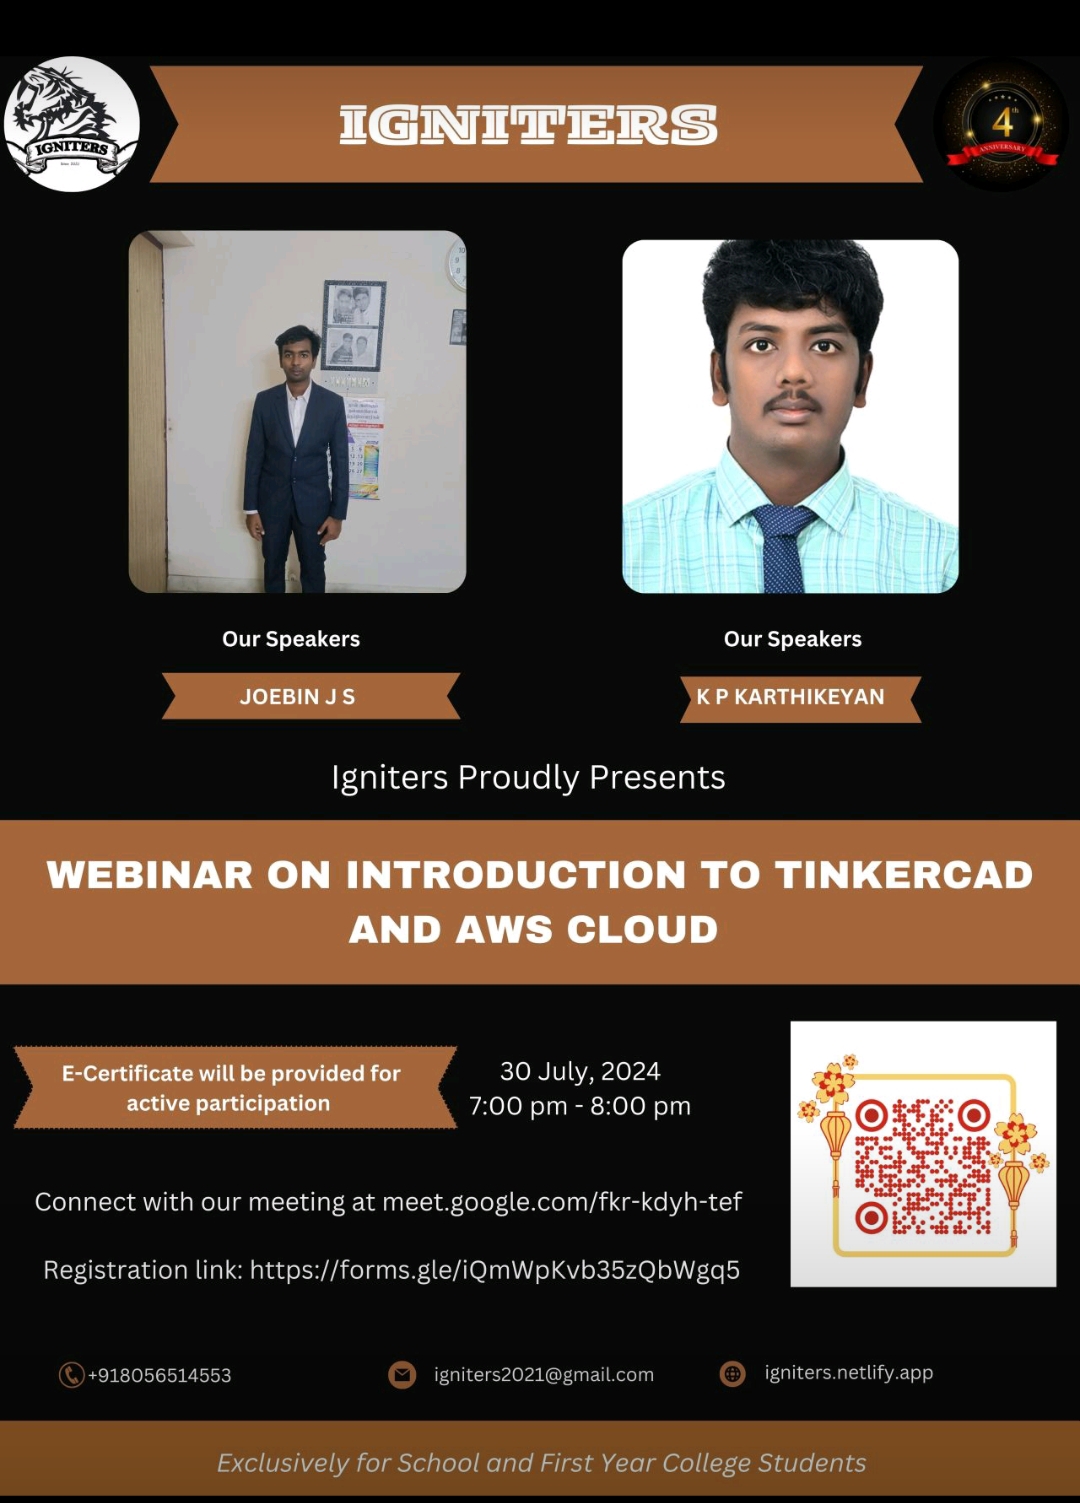 IGNITERS
IGNITERS
4th
ANNIVERSARY
Our Speakers
Our Speakers
JOEBIN J S
K P KARTHIKEYAN
Igniters Proudly Presents
WEBINAR ON INTRODUCTION TO TINKERCAD
AND AWS CLOUD
E-Certificate will be provided for
active participation
30 July, 2024
7:00 pm - 8:00 pm
Connect with our meeting at meet.google.com/fkr-kdyh-tef
Registration link: https://forms.gle/iQmWpKvb35zQbWgq5
+918056514553
igniters2021@gmail.com
igniters.netlify.app
Exclusively for School and First Year College Students